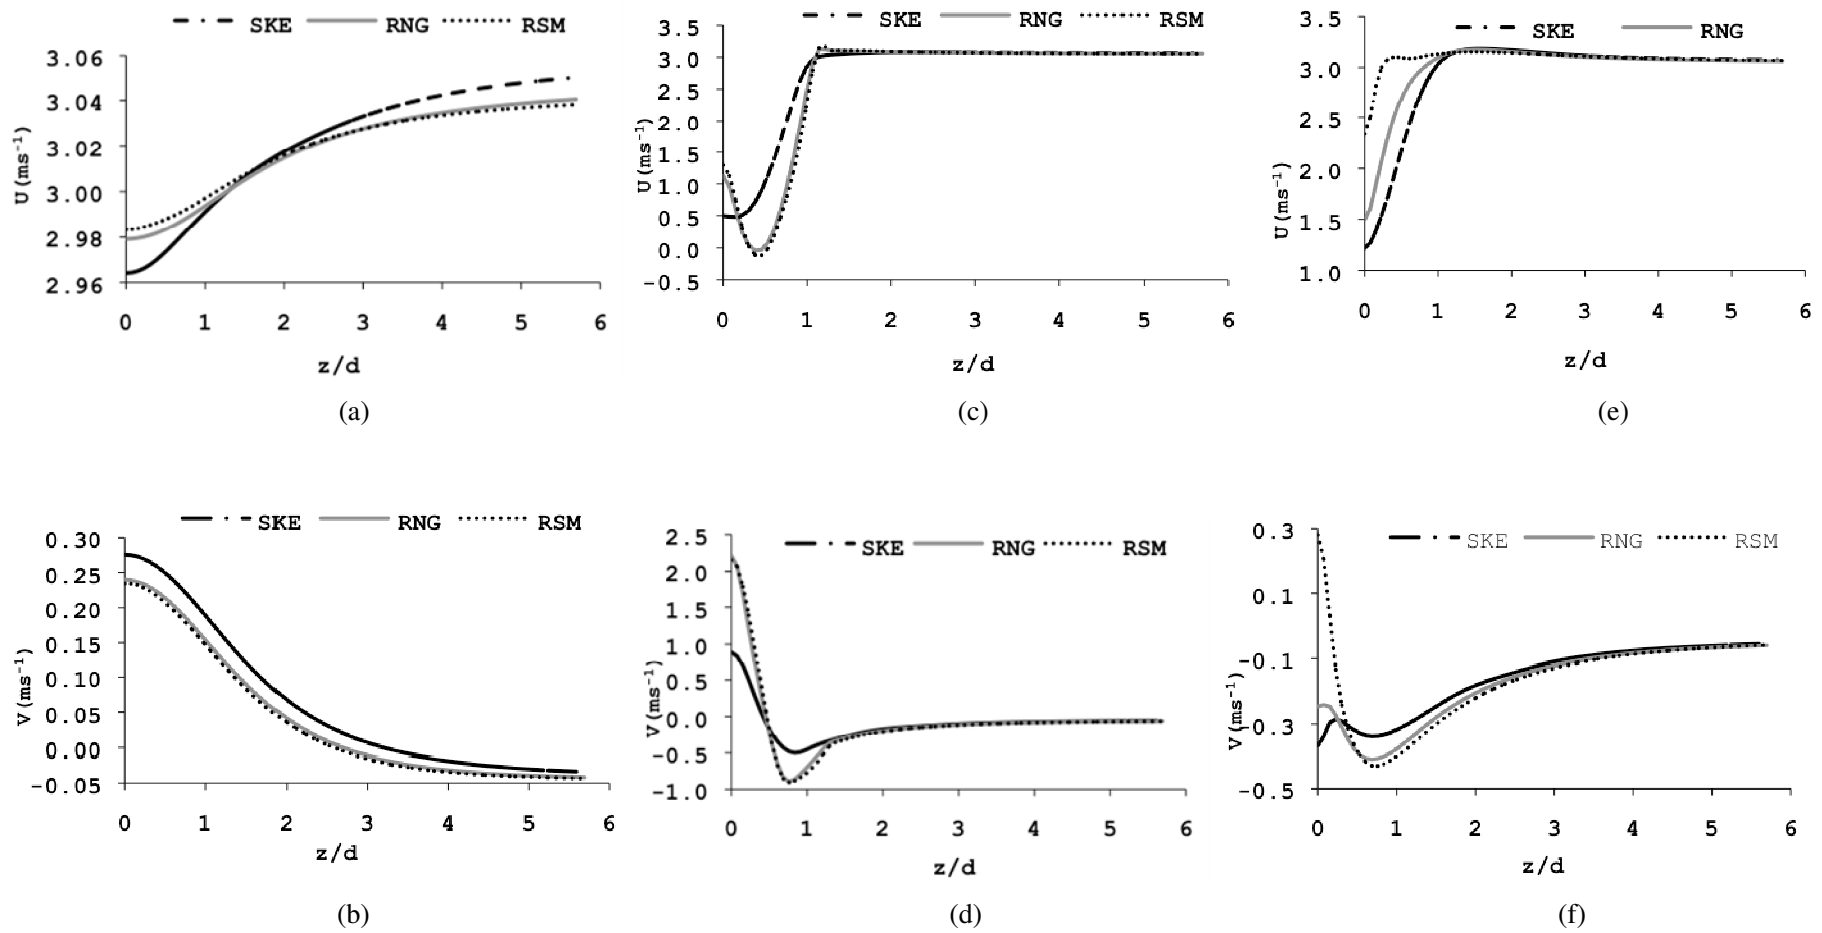 SKE RNG RSM
3.06
3.04
3.02
3.00
2.98
2.96
U(ms⁻¹)
0 1 2 3 4 5 6
z/d
(a)
SKE RNG RSM
3.5
3.0
2.5
2.0
1.5
1.0
0.5
0.0
-0.5
U(ms⁻¹)
0 1 2 3 4 5 6
z/d
(c)
SKE RNG
3.5
3.0
2.5
2.0
1.5
1.0
U(ms⁻¹)
0 1 2 3 4 5 6
z/d
(e)
SKE RNG RSM
0.30
0.25
0.20
0.15
0.10
0.05
0.00
-0.05
V(ms⁻¹)
0 1 2 3 4 5 6
z/d
(b)
SKE RNG RSM
2.5
2.0
1.5
1.0
0.5
0.0
-0.5
-1.0
V(ms⁻¹)
0 1 2 3 4 5 6
z/d
(d)
SKE RNG RSM
0.3
0.1
-0.1
-0.3
-0.5
V(ms⁻¹)
0 1 2 3 4 5 6
z/d
(f)